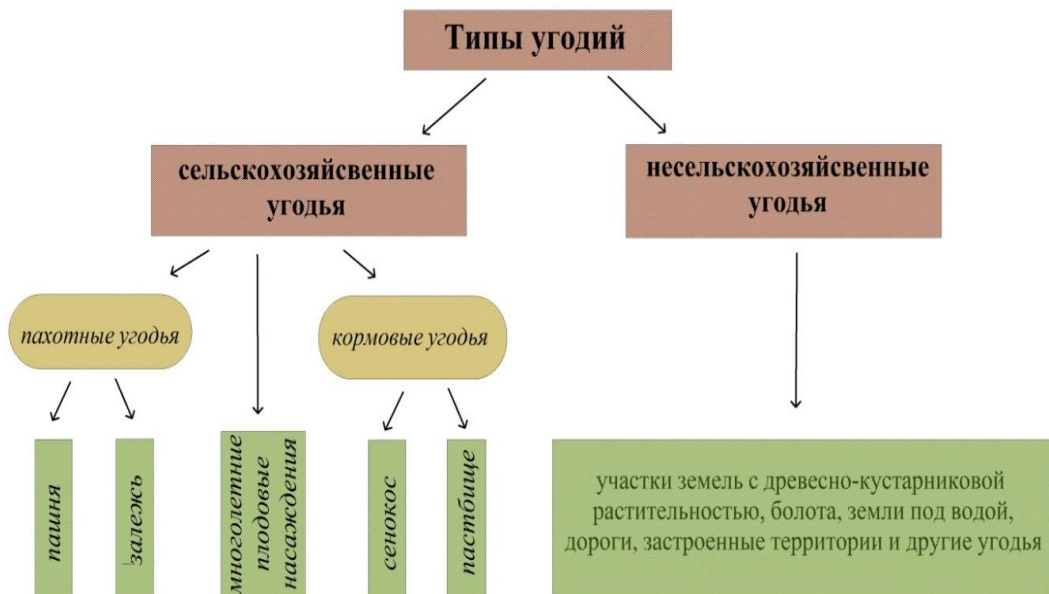 Типы угодий
сельскохозяйсвенные
угодья
несельскохозяйсвенные
угодья
пахотные угодья
кормовые угодья
пашня
залежь
многолетние
плодовые
насаждения
сенокос
пастбище
участки земель с древесно-кустарниковой
растительностью, болота, земли под водой,
дороги, застроенные территории и другие угодья